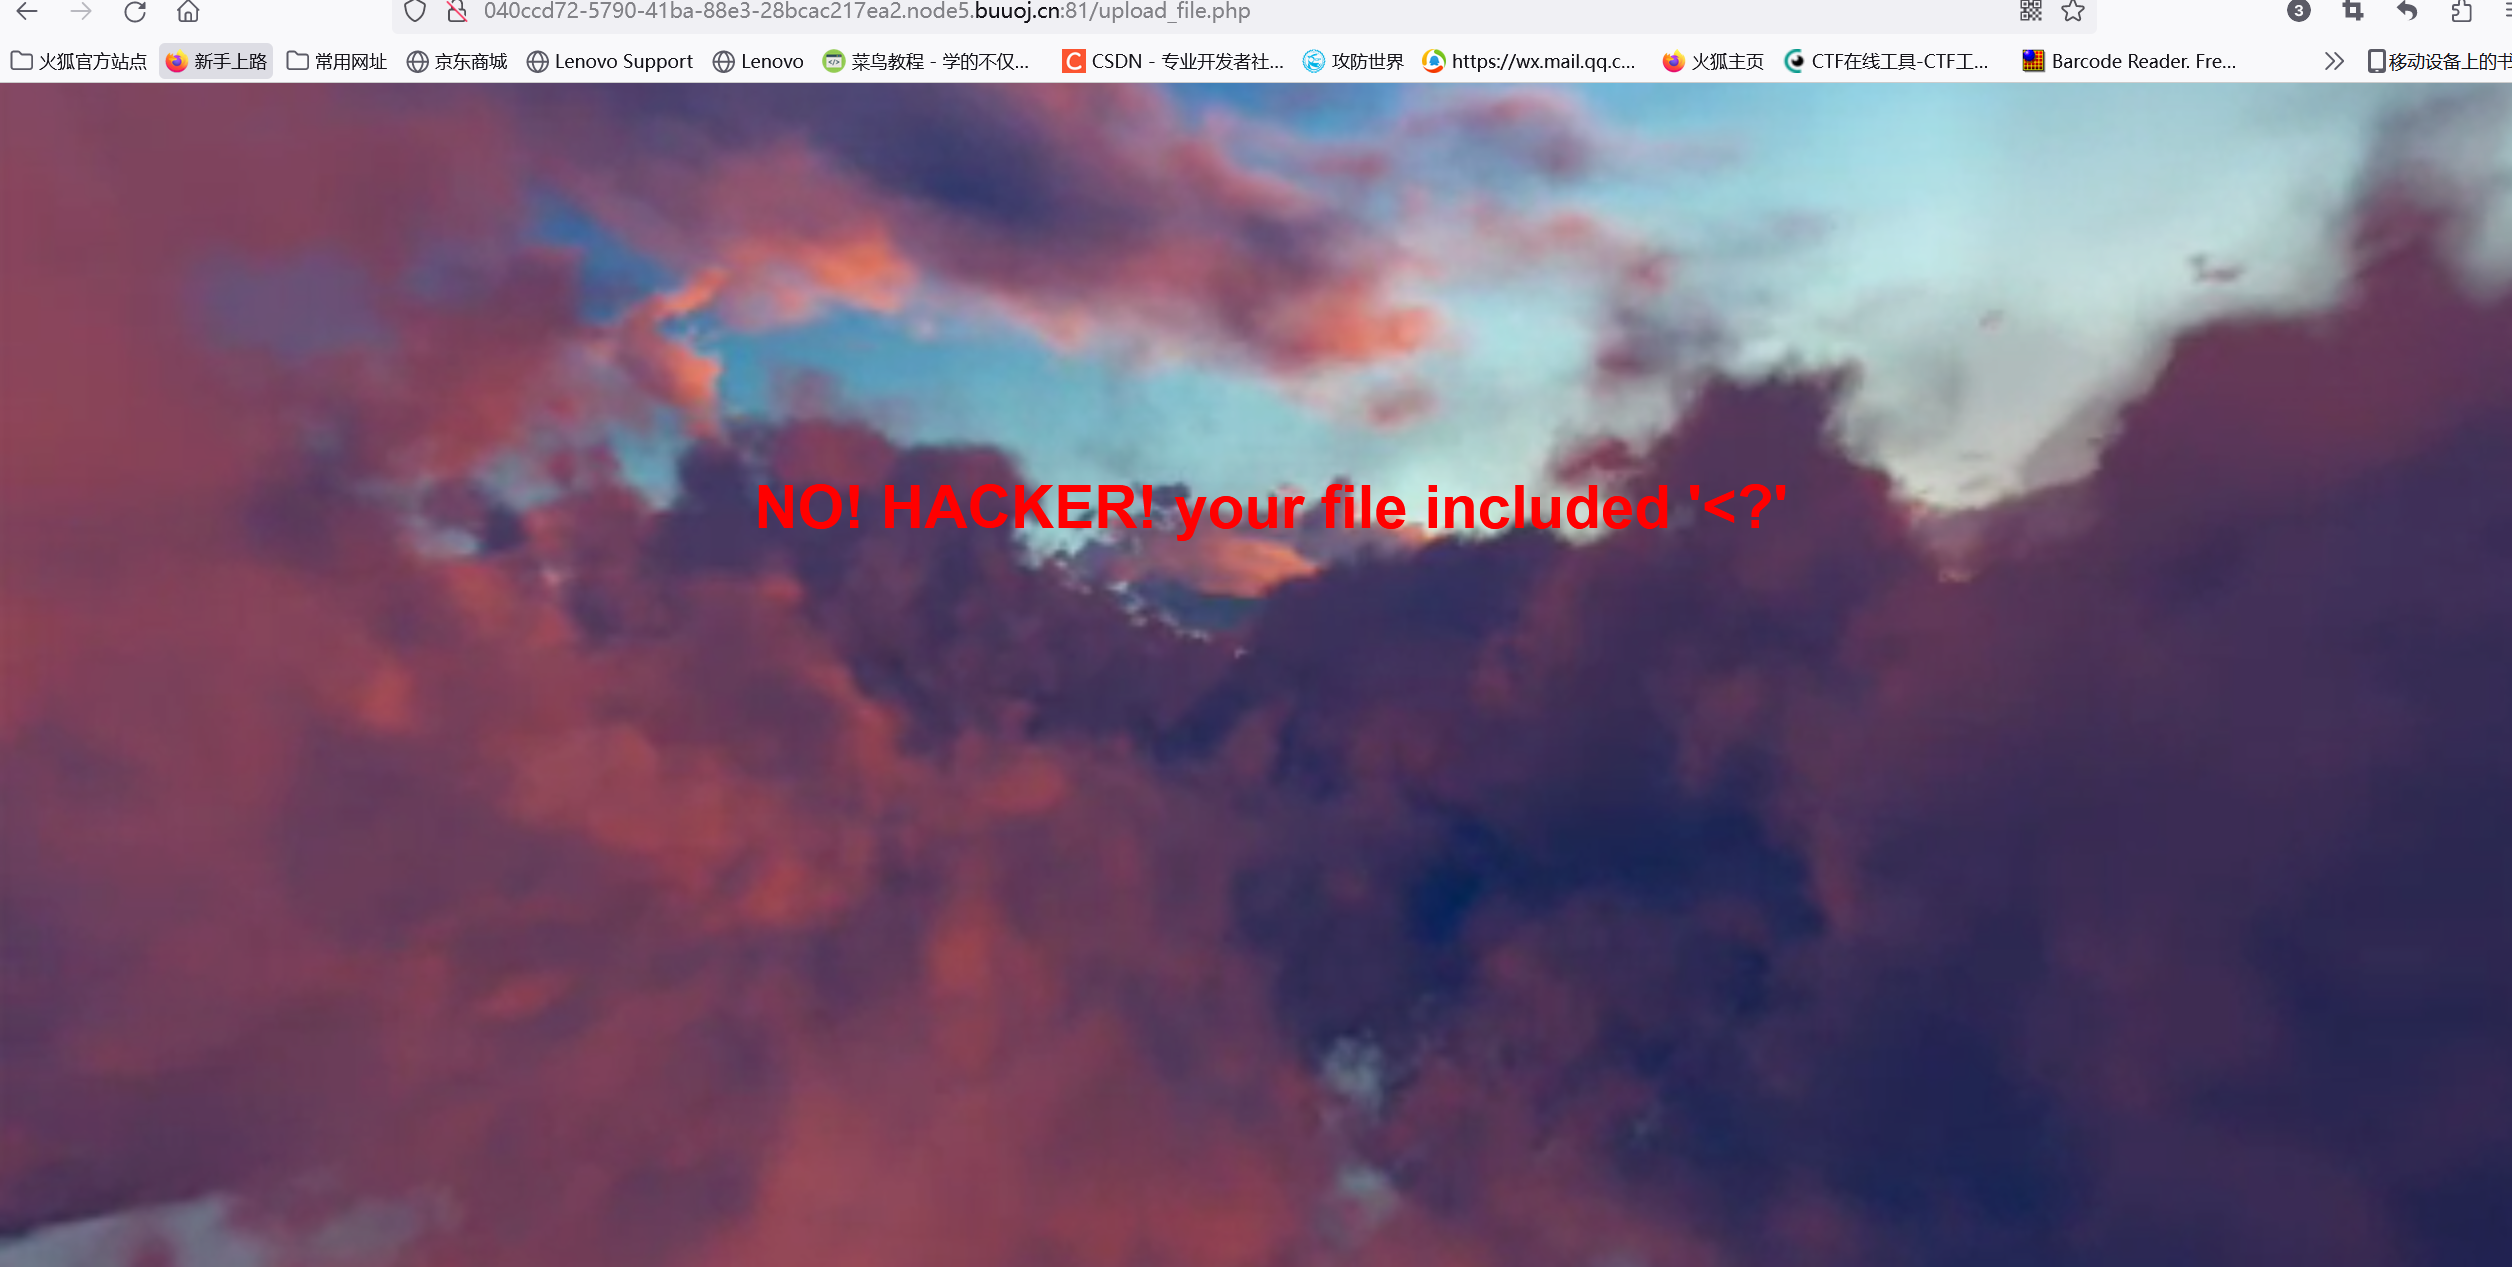 040ccd72-5790-41ba-88e3-28bcac217ea2.node5.buuoj.cn:81/upload_file.php
3
火狐官方站点 新手上路 常用网址 京东商城 Lenovo Support Lenovo 菜鸟教程 - 学的不仅... CSDN - 专业开发者社... 攻防世界 https://wx.mail.qq.c... 火狐主页 CTF在线工具-CTF工... Barcode Reader. Fre... 移动设备上的书
NO! HACKER! your file included '<?'